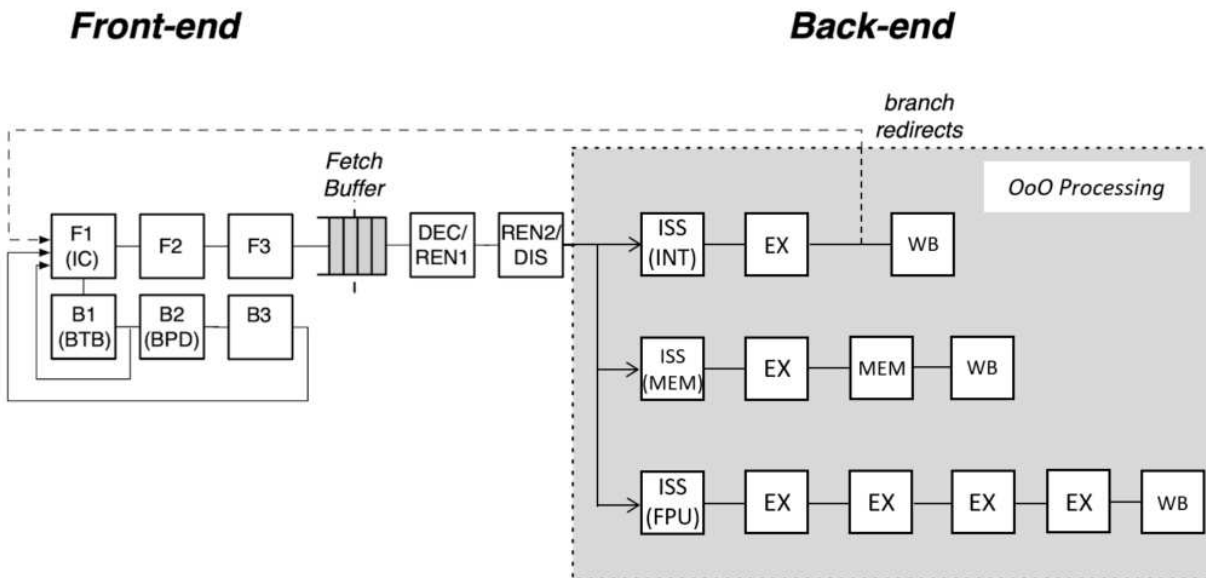 Front-end
Back-end
branch
redirects
Fetch
Buffer
OoO Processing
F1
(IC)
F2
F3
DEC/
REN1
REN2/
DIS
ISS
(INT)
EX
WB
B1
(BTB)
B2
(BPD)
B3
ISS
(MEM)
EX
MEM
WB
ISS
(FPU)
EX
EX
EX
EX
WB